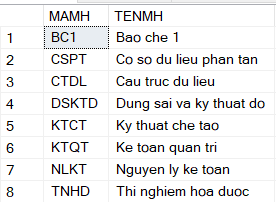 MAMH TENMH
1 BC1 Bao che 1
2 CSPT Co so du lieu phan tan
3 CTDL Cau truc du lieu
4 DSKTD Dung sai va ky thuat do
5 KTCT Ky thuat che tao
6 KTQT Ke toan quan tri
7 NLKT Nguyen ly ke toan
8 TNHD Thi nghiem hoa duoc